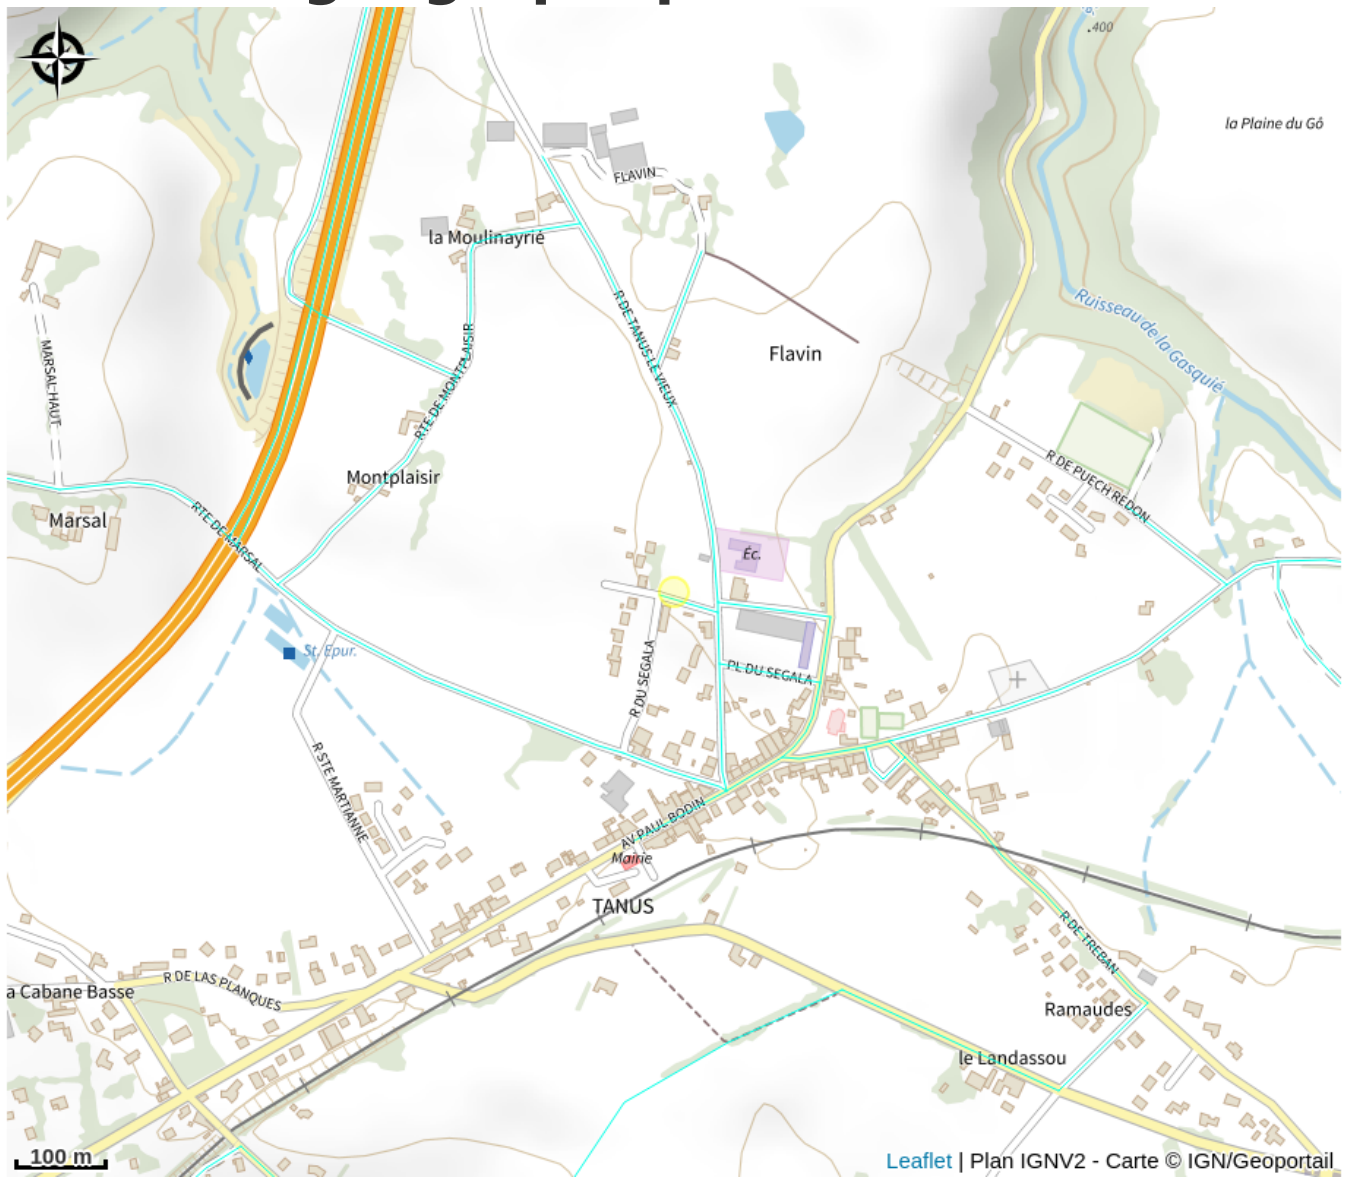 .400
la Plaine du Gô
FLAVIN
la Moulinayrié
Ruisseau de la Gasquié
R DE TANUS LE VIEUX
MARSAL HAUT
RTE DE MONTPLAISIR
Flavin
R DE PUECH REDON
Montplaisir
Marsal
RTE DE MARSAL
Éc.
St. Epur.
R DU SEGALA
PL DU SEGALA
R STE MARTIANNE
AV PAUL BODIN
Mairie
TANUS
R DE TREBAN
R DE LAS PLANQUES
a Cabane Basse
Ramaudes
le Landassou
100 m
Leaflet | Plan IGNV2 - Carte © IGN/Geoportail